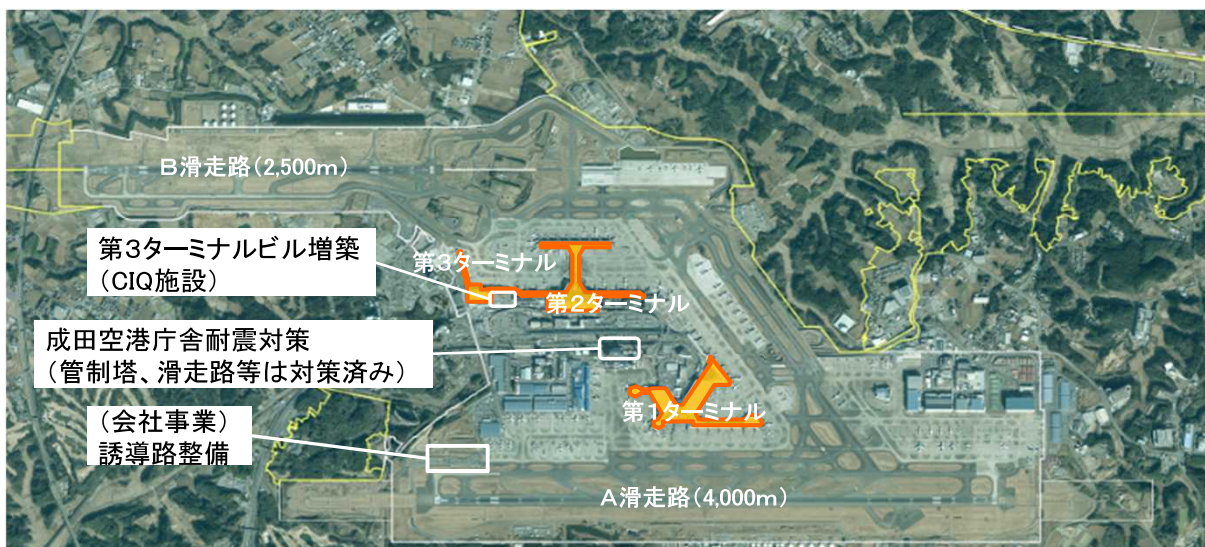 B滑走路(2,500m)
第3ターミナルビル増築
(CIQ施設)
第3ターミナル
第2ターミナル
成田空港庁舎耐震対策
(管制塔、滑走路等は対策済み)
第1ターミナル
(会社事業)
誘導路整備
A滑走路(4,000m)